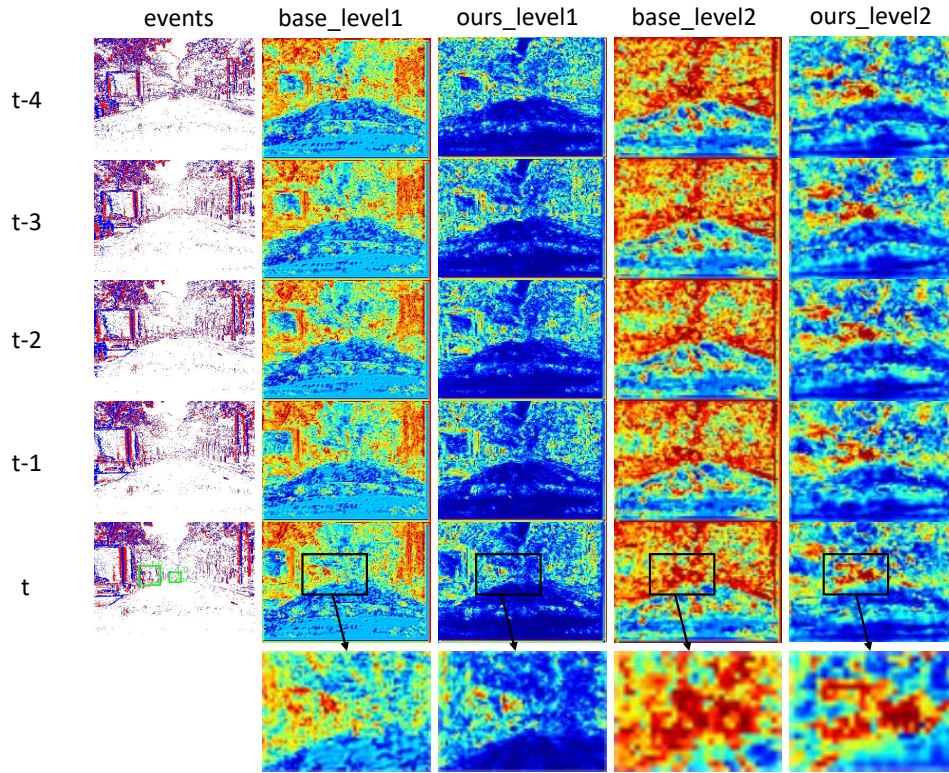 events base_level1 ours_level1 base_level2 ours_level2
t-4
t-3
t-2
t-1
t